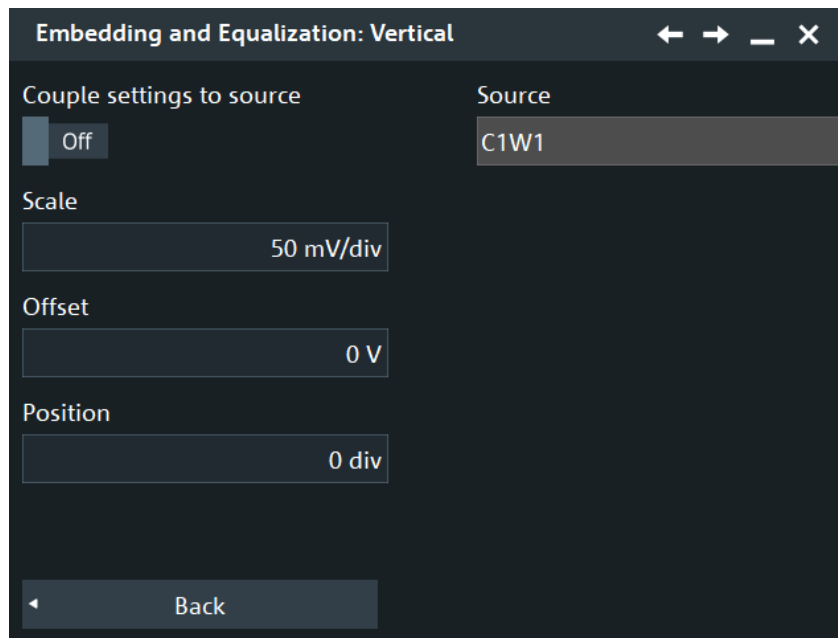 Embedding and Equalization: Vertical
Couple settings to source
Off
Source
C1W1
Scale
50 mV/div
Offset
0 V
Position
0 div
Back